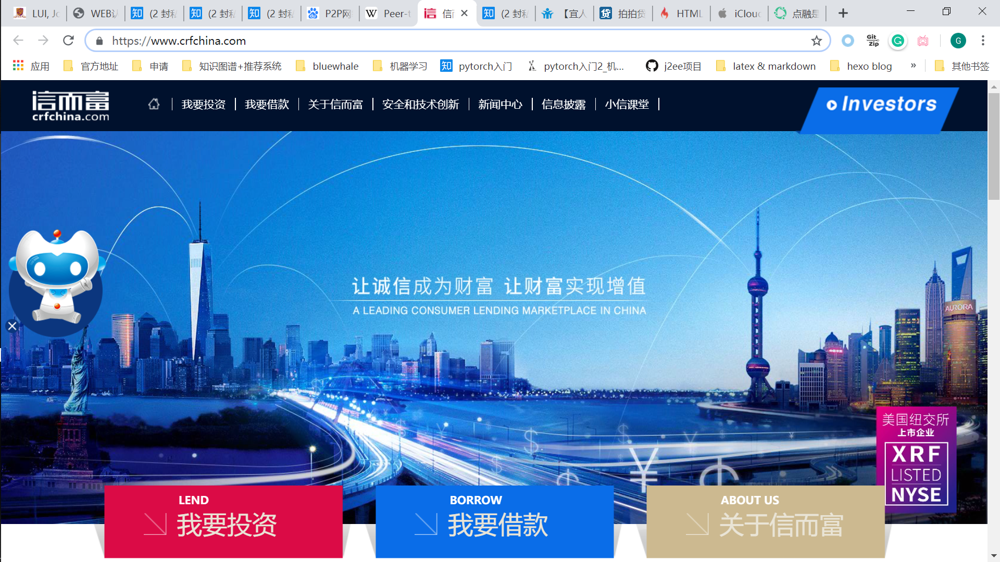 LUI, Jo
WEB
(2 封私
(2 封私
(2 封私
P2P网
Peer-t
信
(2 封私
【宜人
拍拍贷
HTML
iClou
点融是
https://www.crfchina.com
Git
Zip
G
应用
官方地址
申请
知识图谱+推荐系统
bluewhale
机器学习
知 pytorch入门
pytorch入门2_机...
j2ee项目
latex & markdown
hexo blog
»
其他书签
信而富
crfchina.com
我要投资
我要借款
关于信而富
安全和技术创新
新闻中心
信息披露
小信课堂
Investors
让诚信成为财富 让财富实现增值
A LEADING CONSUMER LENDING MARKETPLACE IN CHINA
AURORA
美国纽交所
上市企业
XRF
LISTED
NYSE
LEND
我要投资
BORROW
我要借款
ABOUT US
关于信而富